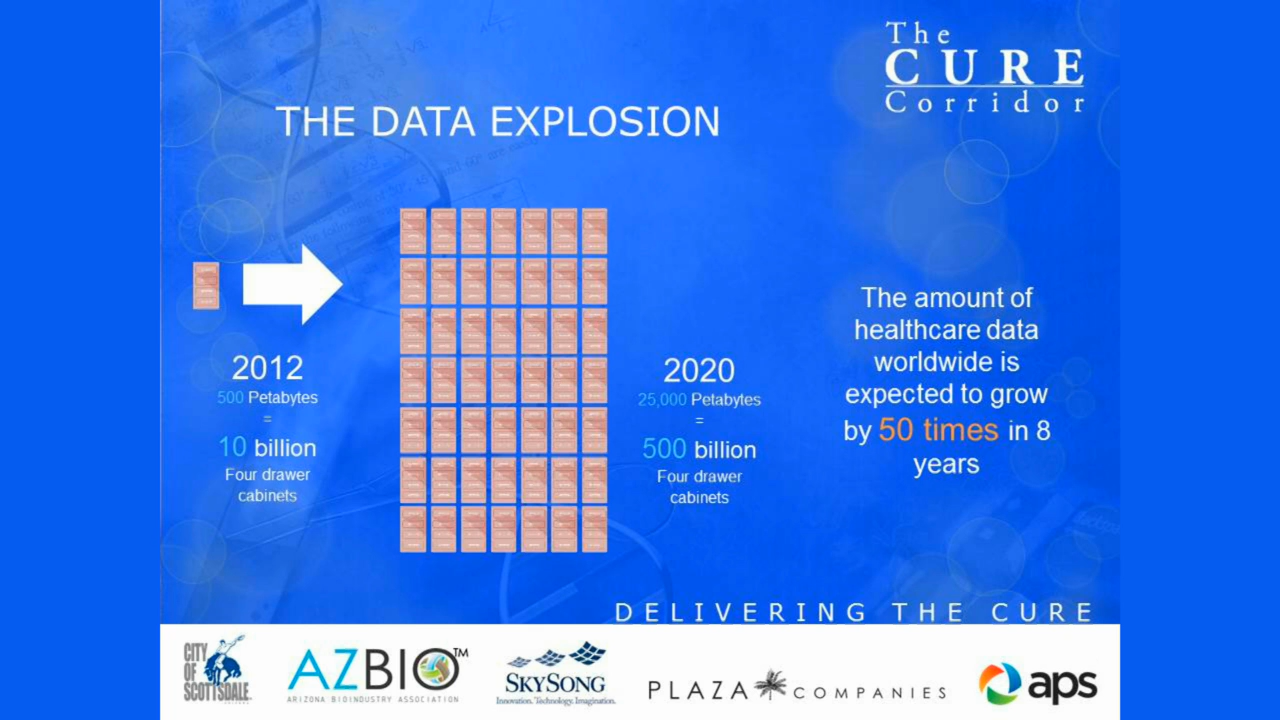 The
CURE
Corridor
THE DATA EXPLOSION
2012
500 Petabytes
=
10 billion
Four drawer
cabinets
2020
25,000 Petabytes
=
500 billion
Four drawer
cabinets
The amount of
healthcare data
worldwide is
expected to grow
by 50 times in 8
years
DELIVERING THE CURE
CITY
OF
SCOTTSDALE
AZBIO™
ARIZONA BIOINDUSTRY ASSOCIATION
SKYSONG
Innovation. Technology. Imagination.
PLAZA COMPANIES
aps